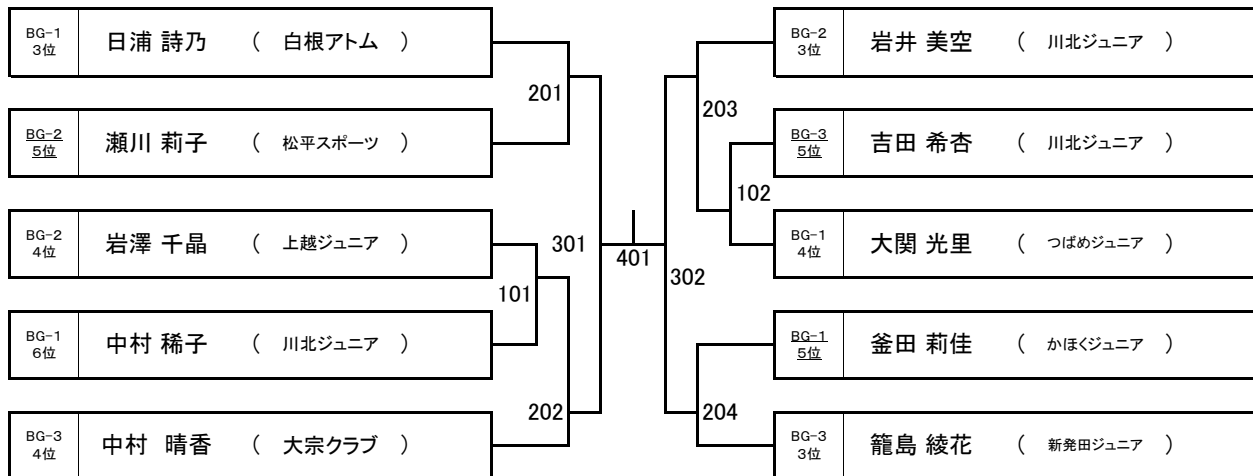 BG-1
3位
日浦 詩乃 ( 白根アトム )
BG-2
5位
瀬川 莉子 ( 松平スポーツ )
BG-2
4位
岩澤 千晶 ( 上越ジュニア )
BG-1
6位
中村 稀子 ( 川北ジュニア )
BG-3
4位
中村 晴香 ( 大宗クラブ )
201
101
301
202
401
302
203
102
204
BG-2
3位
岩井 美空 ( 川北ジュニア )
BG-3
5位
吉田 希杏 ( 川北ジュニア )
BG-1
4位
大関 光里 ( つばめジュニア )
BG-1
5位
釜田 莉佳 ( かほくジュニア )
BG-3
3位
籠島 綾花 ( 新発田ジュニア )